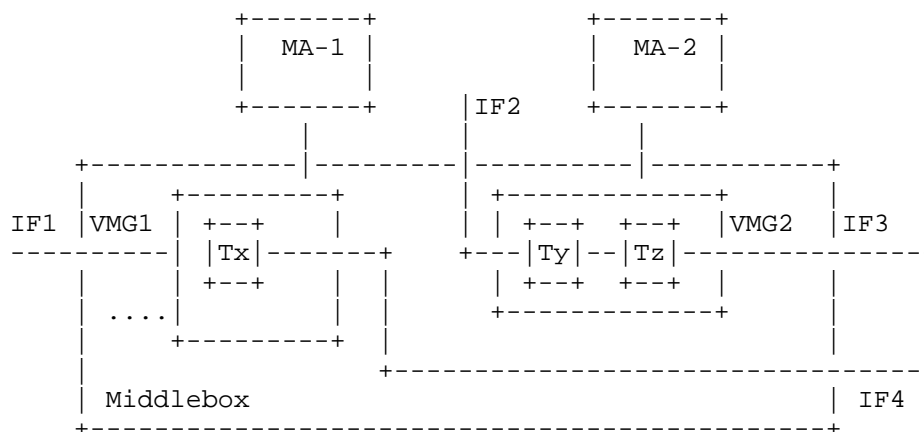 MA-1 MA-2
IF2
IF1 VMG1 VMG2 IF3
Tx Ty Tz
....
Middlebox IF4